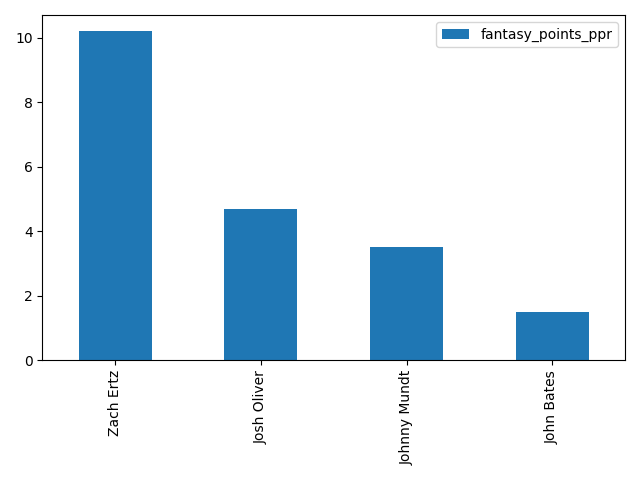 fantasy_points_ppr
10
8
6
4
2
0
Zach Ertz
Josh Oliver
Johnny Mundt
John Bates